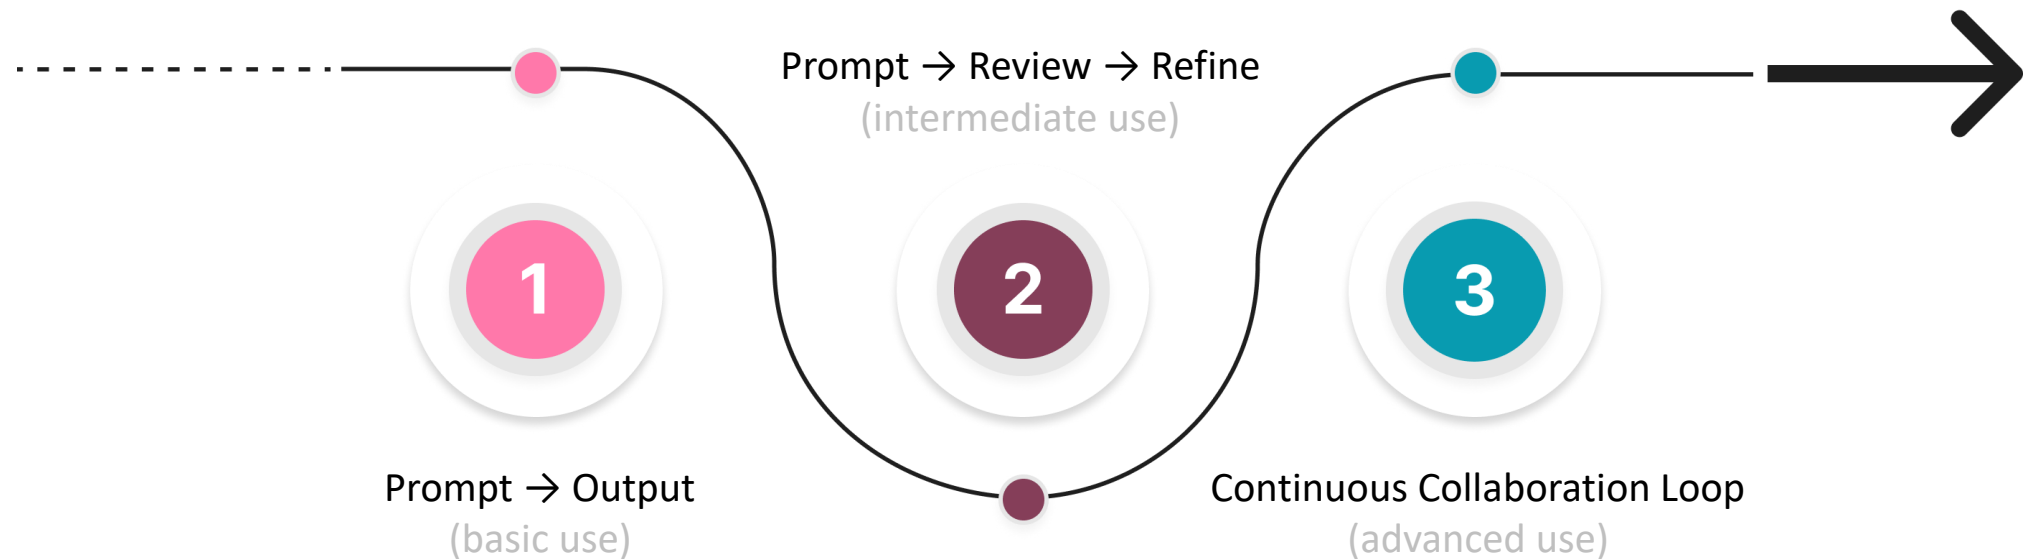 1
Prompt → Output
(basic use)
Prompt → Review → Refine
(intermediate use)
2
3
Continuous Collaboration Loop
(advanced use)